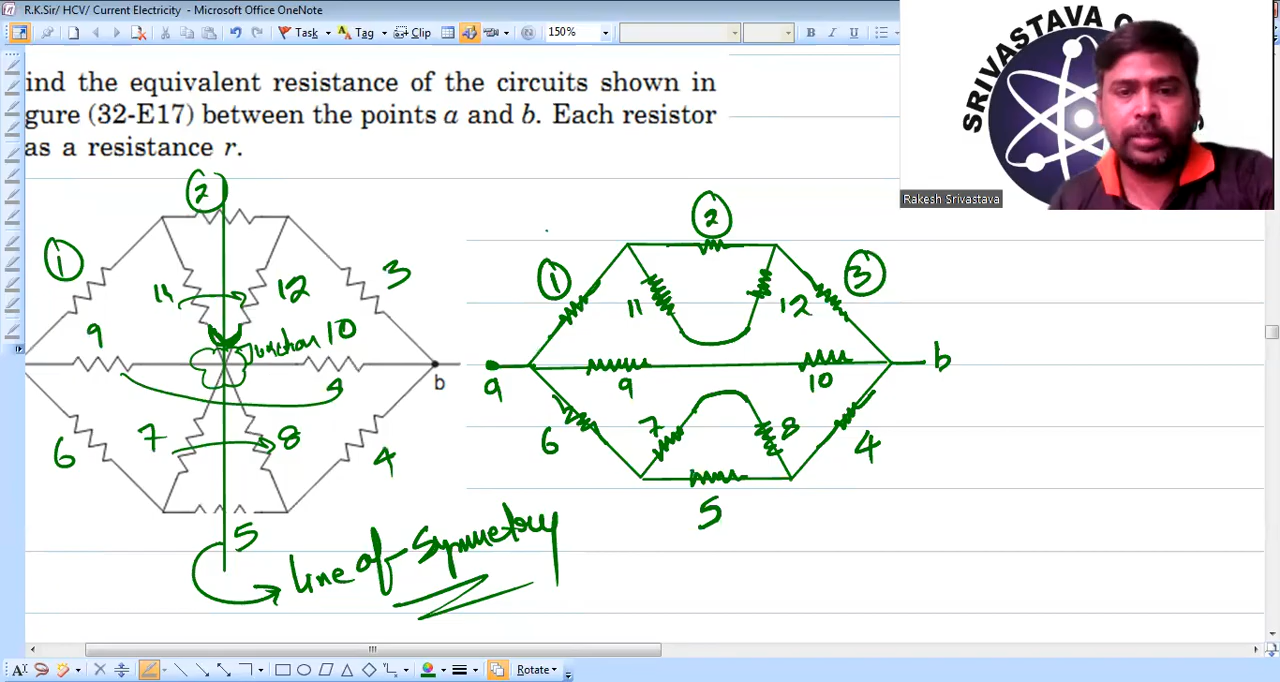 R.K.Sir/ HCV/ Current Electricity - Microsoft Office OneNote
Task
Tag
Clip
150%
B I U
SRIVASTAVA
Rakesh Srivastava
ind the equivalent resistance of the circuits shown in
gure (32-E17) between the points a and b. Each resistor
as a resistance r.
2
1
3
11
12
9
Junction 10
b
6
7
8
4
5
Line of Symmetry
2
1
3
11
12
a
9
10
b
6
7
8
4
5
Rotate